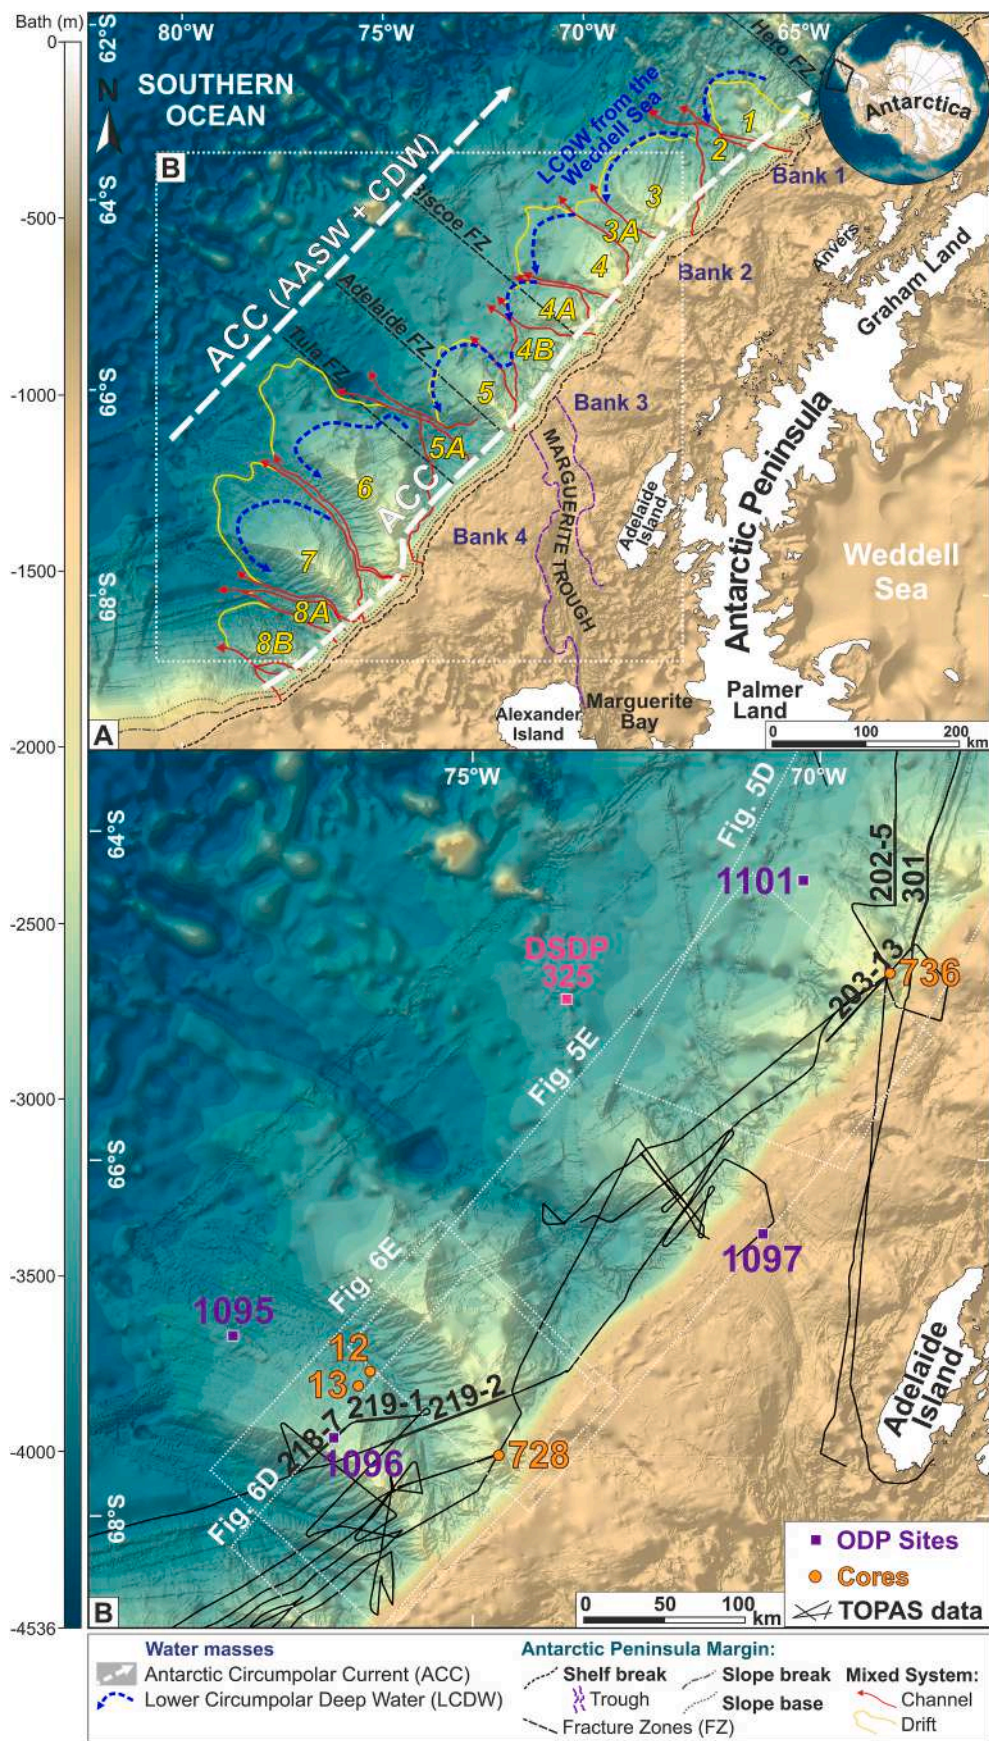 Bath (m)
0
-500
-1000
-1500
-2000
-2500
-3000
-3500
-4000
-4536
80°W
75°W
70°W
65°W
62°S
64°S
66°S
68°S
N
SOUTHERN
OCEAN
B
ACC (AASW + CDW)
LCDW from the
Weddell Sea
Hero FZ
Biscoe FZ
Adelaide FZ
Tula FZ
ACC
1
2
3
3A
4
4A
4B
5
5A
6
7
8A
8B
Bank 1
Bank 2
Bank 3
Bank 4
MARGUERITE TROUGH
Antarctica
Anvers
Graham Land
Adelaide
Island
Antarctic Peninsula
Weddell
Sea
Palmer
Land
Marguerite
Bay
Alexander
Island
0 100 200
km
A
75°W
70°W
64°S
66°S
68°S
Fig. 5D
1101
202-5
301
DSDP
325
203-13
736
Fig. 5E
1097
Fig. 6E
1095
12
13
219-1
219-2
218-7
1096
728
Fig. 6D
Adelaide
Island
ODP Sites
Cores
TOPAS data
0 50 100
km
B
Water masses
Antarctic Circumpolar Current (ACC)
Lower Circumpolar Deep Water (LCDW)
Antarctic Peninsula Margin:
Shelf break
Trough
Fracture Zones (FZ)
Slope break
Slope base
Mixed System:
Channel
Drift